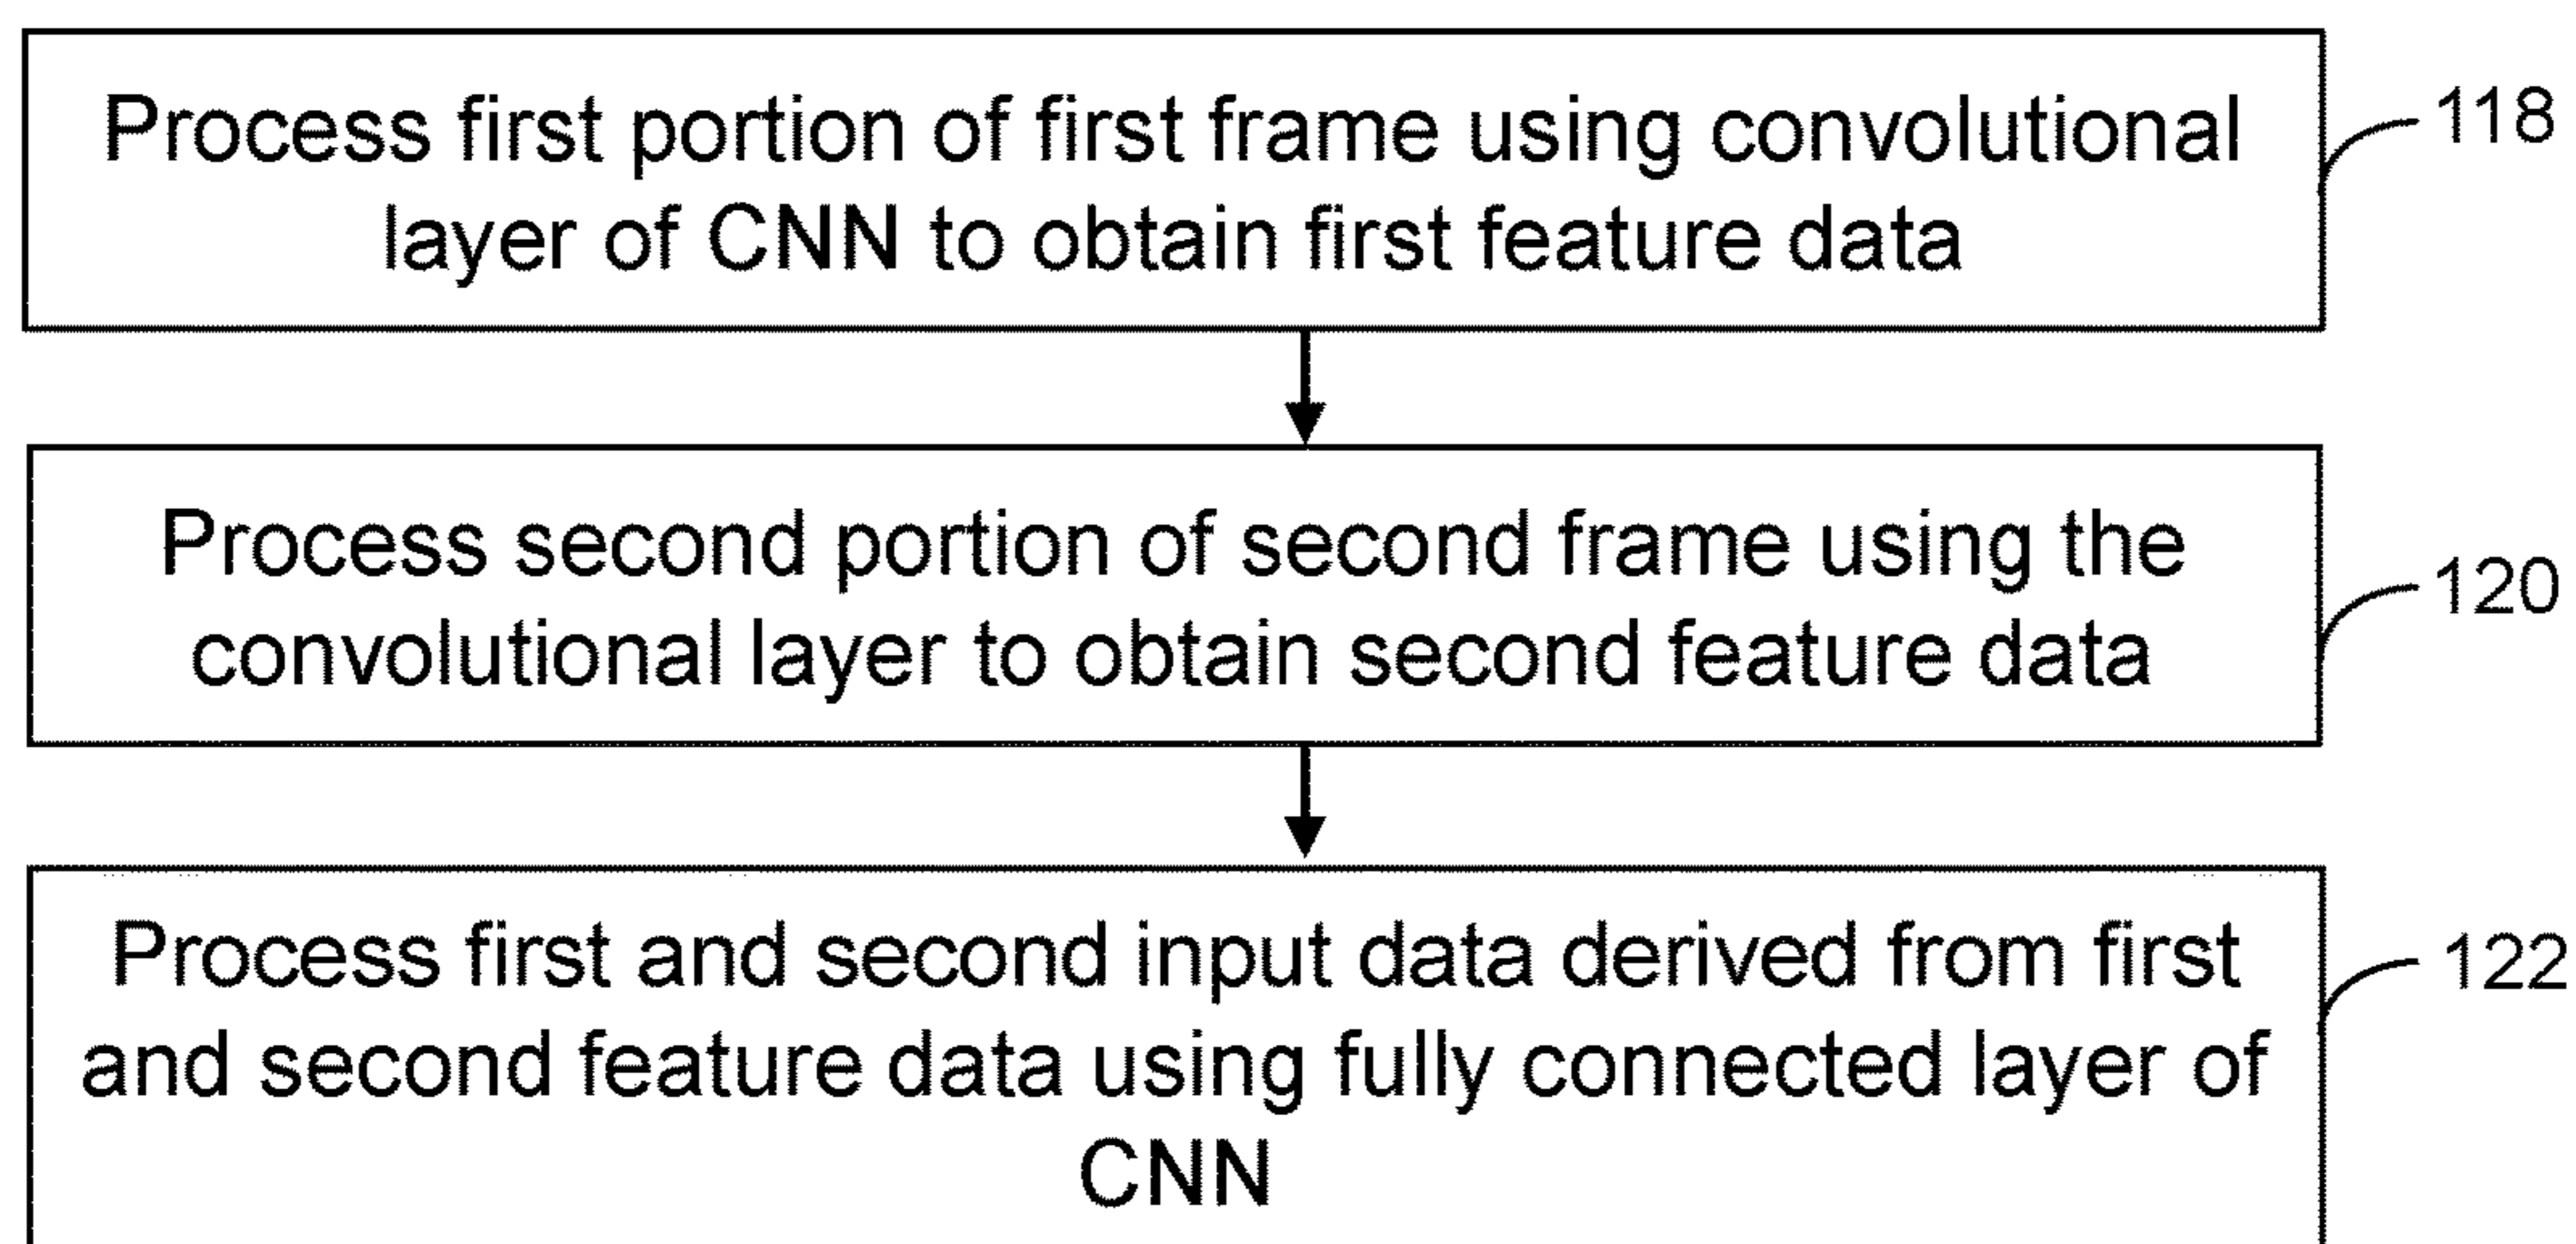 Process first portion of first frame using convolutional
layer of CNN to obtain first feature data
118
Process second portion of second frame using the
convolutional layer to obtain second feature data
120
Process first and second input data derived from first
and second feature data using fully connected layer of
CNN
122